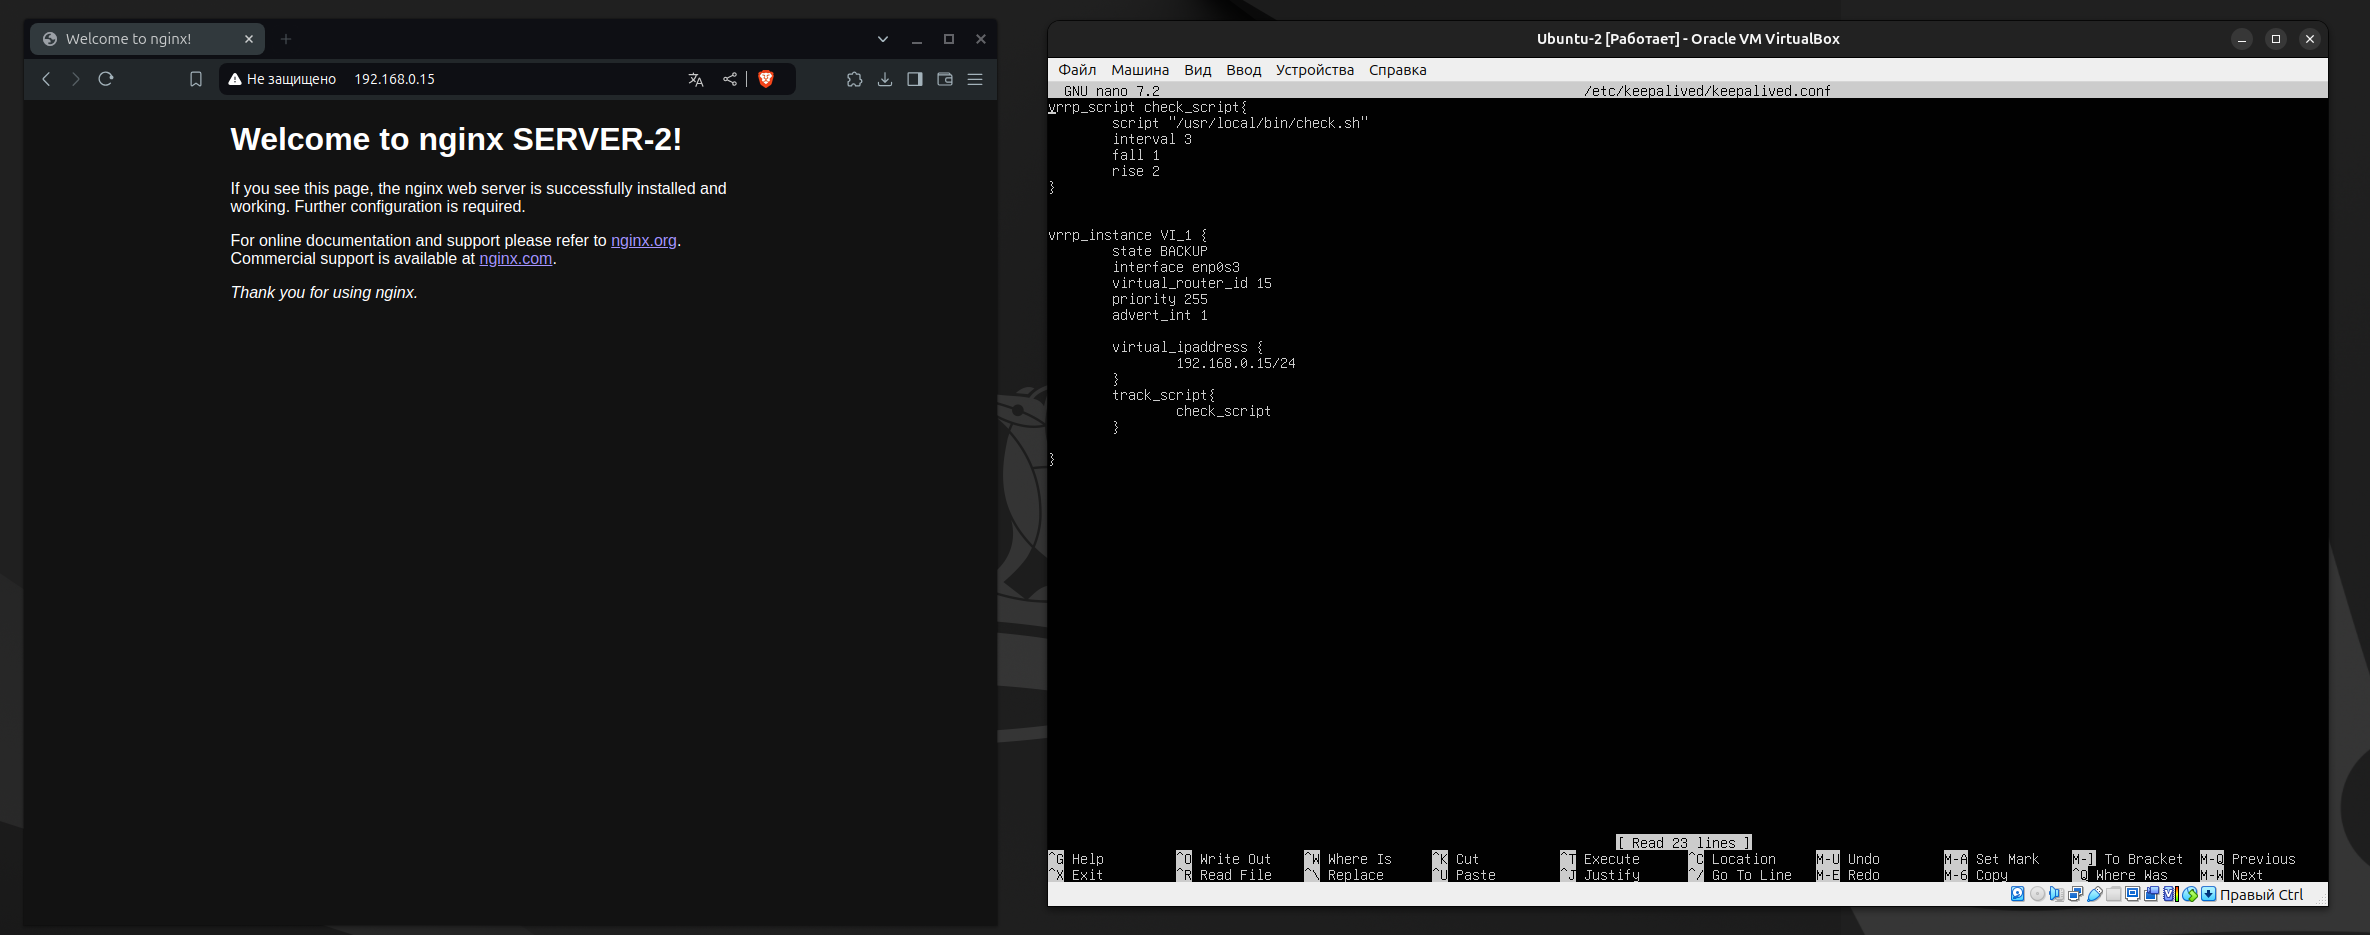 Welcome to nginx!
Не защищено 192.168.0.15
Welcome to nginx SERVER-2!
If you see this page, the nginx web server is successfully installed and
working. Further configuration is required.
For online documentation and support please refer to nginx.org.
Commercial support is available at nginx.com.
Thank you for using nginx.
Ubuntu-2 [Работает] - Oracle VM VirtualBox
Файл Машина Вид Ввод Устройства Справка
GNU nano 7.2 /etc/keepalived/keepalived.conf
vrrp_script check_script{
script "/usr/local/bin/check.sh"
interval 3
fall 1
rise 2
}
vrrp_instance VI_1 {
state BACKUP
interface enp0s3
virtual_router_id 15
priority 255
advert_int 1
virtual_ipaddress {
192.168.0.15/24
}
track_script{
check_script
}
}
[ Read 23 lines ]
^G Help ^O Write Out ^W Where Is ^K Cut ^T Execute ^C Location M-U Undo M-A Set Mark M-] To Bracket M-Q Previous
^X Exit ^R Read File ^\ Replace ^U Paste ^J Justify ^/ Go To Line M-E Redo M-6 Copy ^Q Where Was M-W Next
Правый Ctrl